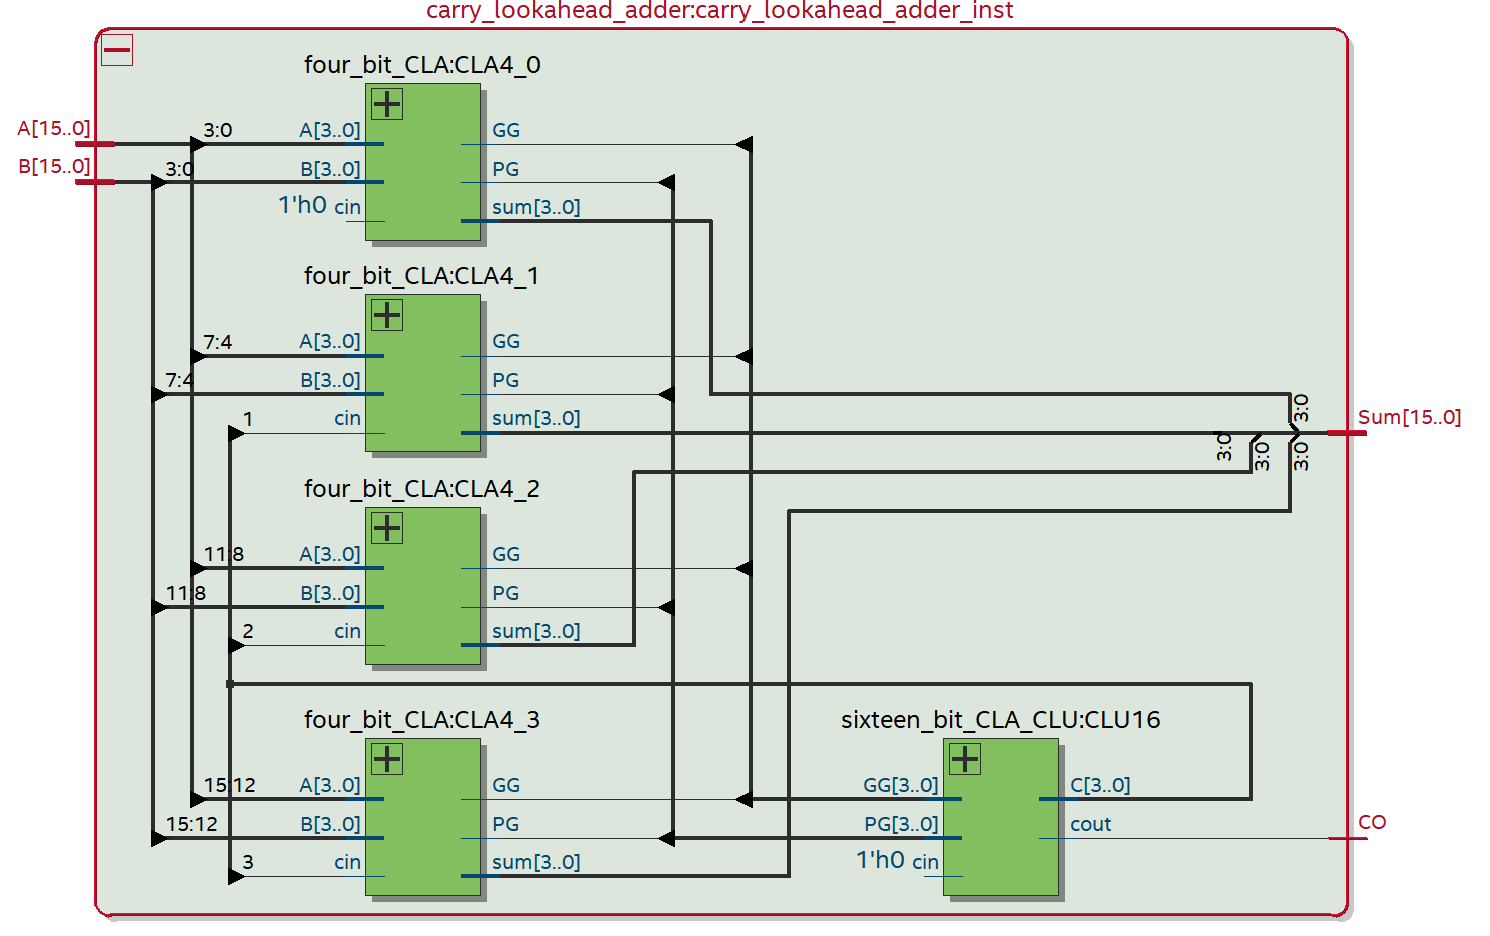 carry_lookahead_adder:carry_lookahead_adder_inst
four_bit_CLA:CLA4_0
A[15..0] 3:0 A[3..0] GG
B[15..0] 3:0 B[3..0] PG
1'h0 cin sum[3..0]
four_bit_CLA:CLA4_1
7:4 A[3..0] GG
7:4 B[3..0] PG
1 cin sum[3..0]
3:0
Sum[15..0]
3:0 3:0 3:0
four_bit_CLA:CLA4_2
11:8 A[3..0] GG
11:8 B[3..0] PG
2 cin sum[3..0]
four_bit_CLA:CLA4_3 sixteen_bit_CLA_CLU:CLU16
15:12 A[3..0] GG GG[3..0] C[3..0]
15:12 B[3..0] PG PG[3..0] cout CO
3 cin sum[3..0] 1'h0 cin